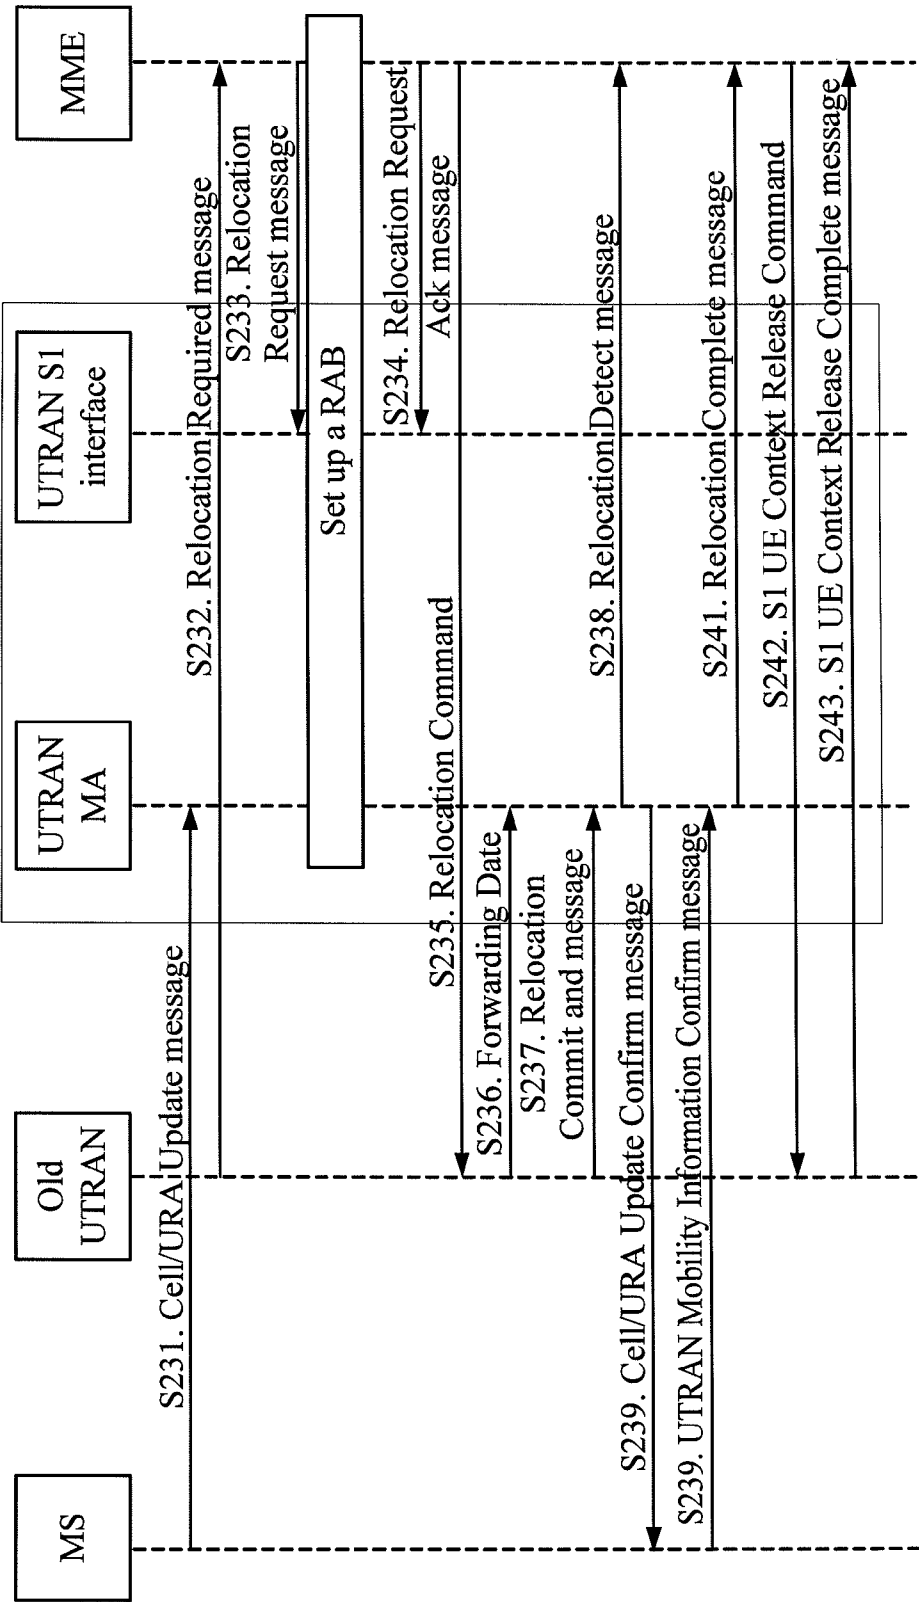 MS
Old
UTRAN
UTRAN
MA
UTRAN S1
interface
MME
S231. Cell/URA Update message
S232. Relocation Required message
S233. Relocation
Request message
Set up a RAB
S234. Relocation Request
Ack message
S235. Relocation Command
S236. Forwarding Date
S237. Relocation
Commit and message
S238. Relocation Detect message
S239. Cell/URA Update Confirm message
S239. UTRAN Mobility Information Confirm message
S241. Relocation Complete message
S242. S1 UE Context Release Command
S243. S1 UE Context Release Complete message